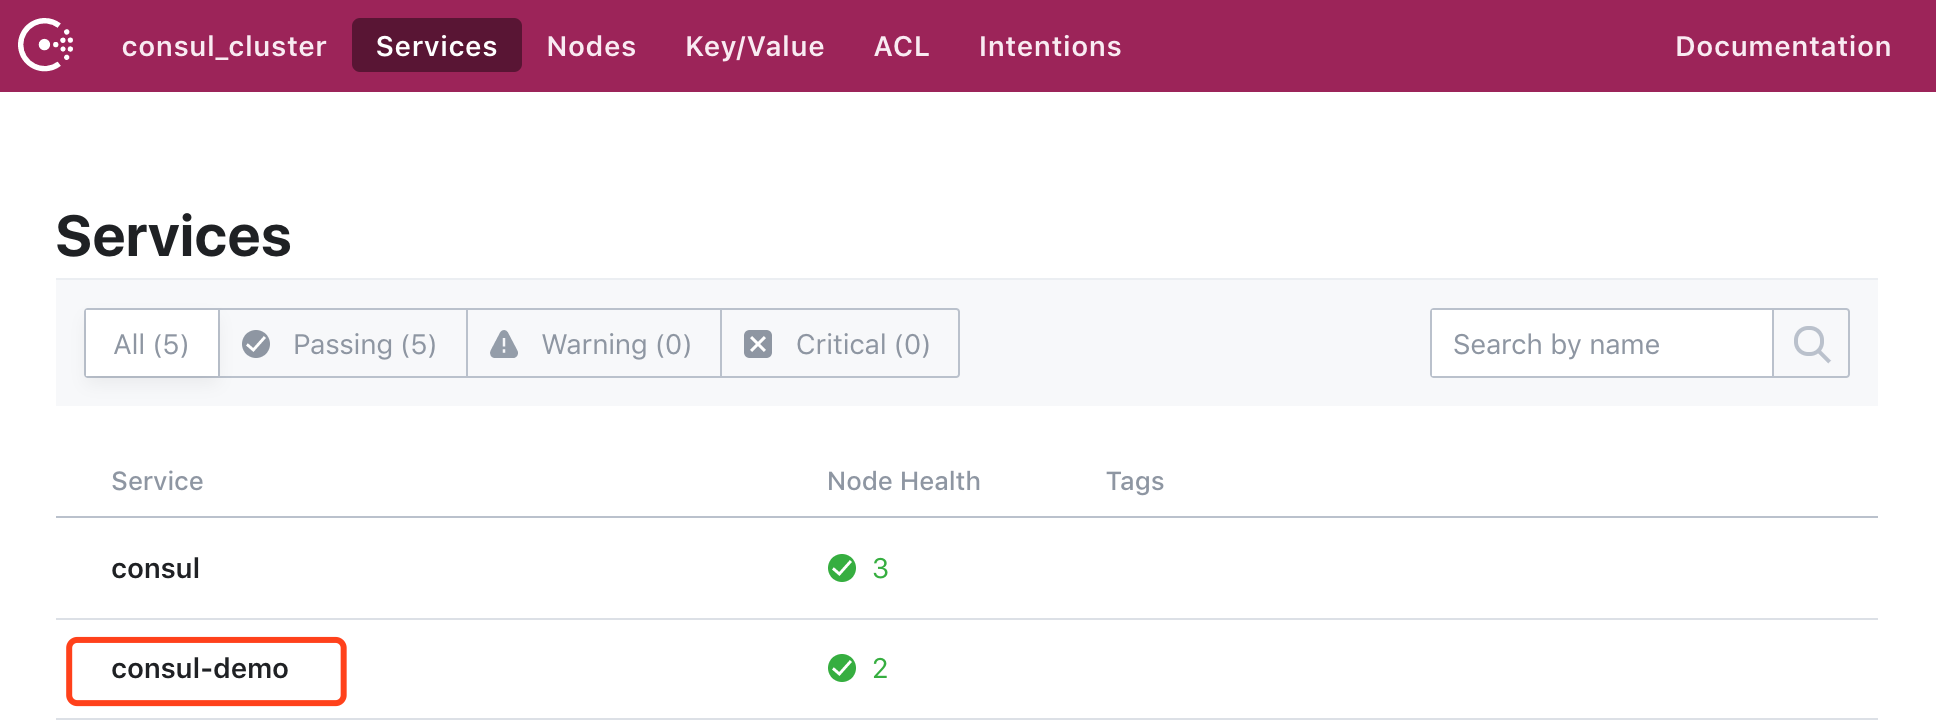 consul_cluster Services Nodes Key/Value ACL Intentions Documentation
Services
All (5) Passing (5) Warning (0) Critical (0) Search by name
Service Node Health Tags
consul 3
consul-demo 2